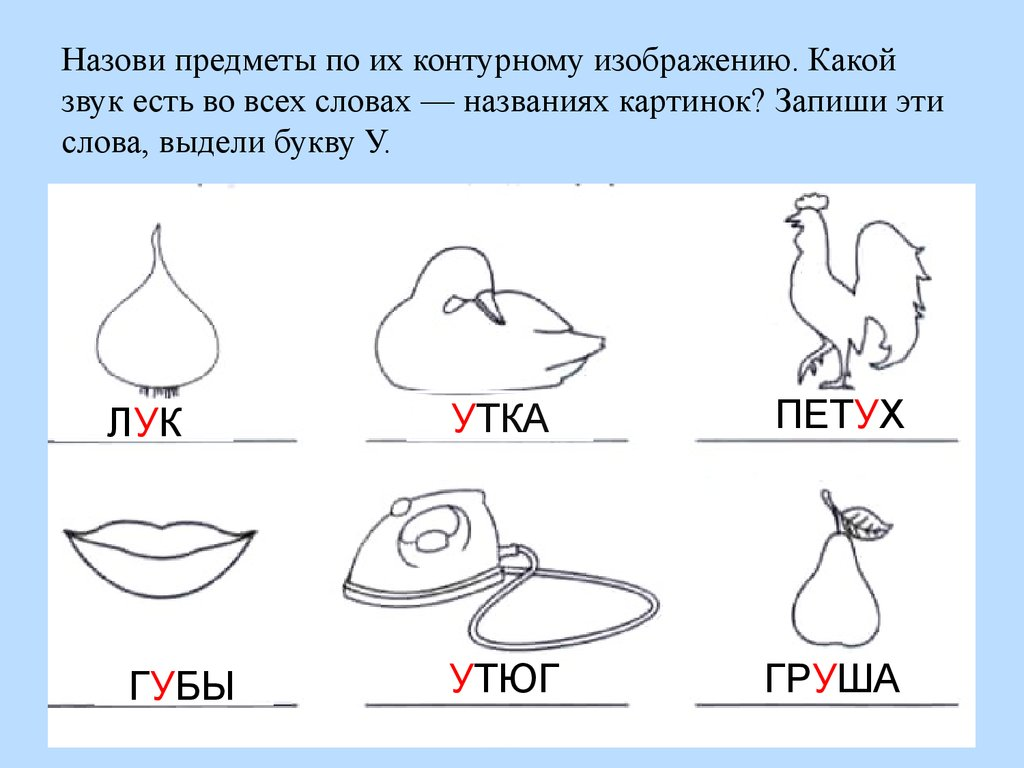 Назови предметы по их контурному изображению. Какой
звук есть во всех словах — названиях картинок? Запиши эти
слова, выдели букву У.
ЛУК УТКА ПЕТУХ
ГУБЫ УТЮГ ГРУША